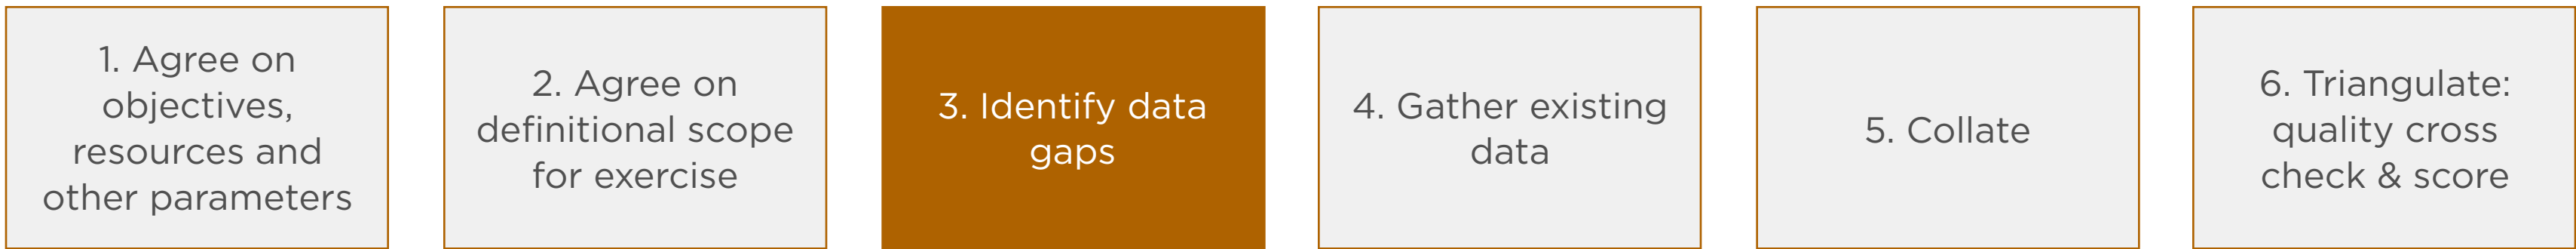 1. Agree on
objectives,
resources and
other parameters
2. Agree on
definitional scope
for exercise
3. Identify data
gaps
4. Gather existing
data
5. Collate
6. Triangulate:
quality cross
check & score